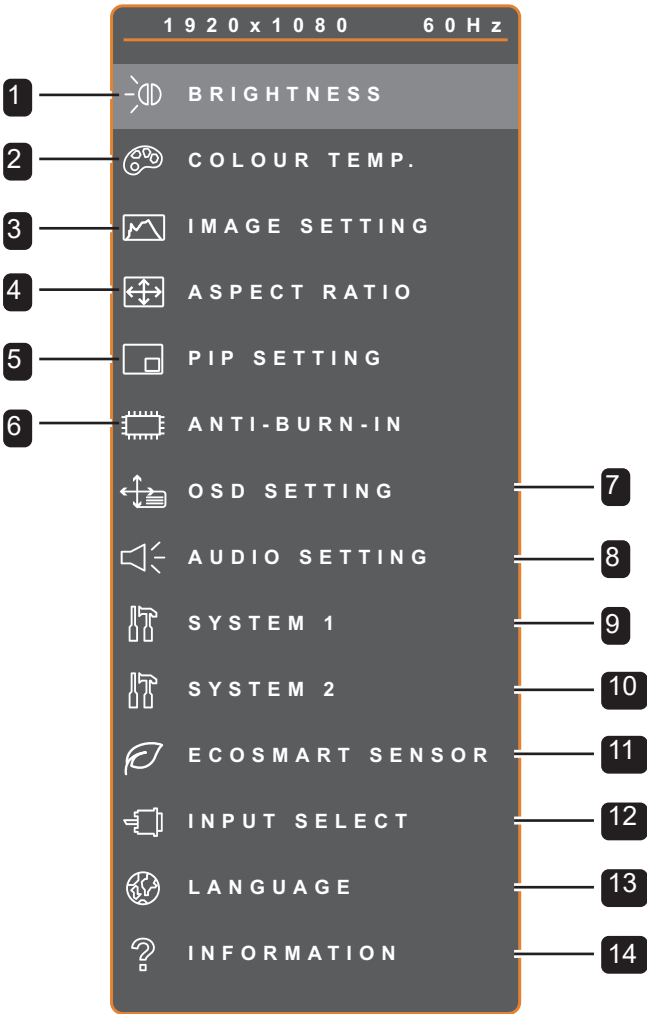 1920x1080 60Hz
1 BRIGHTNESS
2 COLOUR TEMP.
3 IMAGE SETTING
4 ASPECT RATIO
5 PIP SETTING
6 ANTI-BURN-IN
OSD SETTING 7
AUDIO SETTING 8
SYSTEM 1 9
SYSTEM 2 10
ECOSMART SENSOR 11
INPUT SELECT 12
LANGUAGE 13
? INFORMATION 14